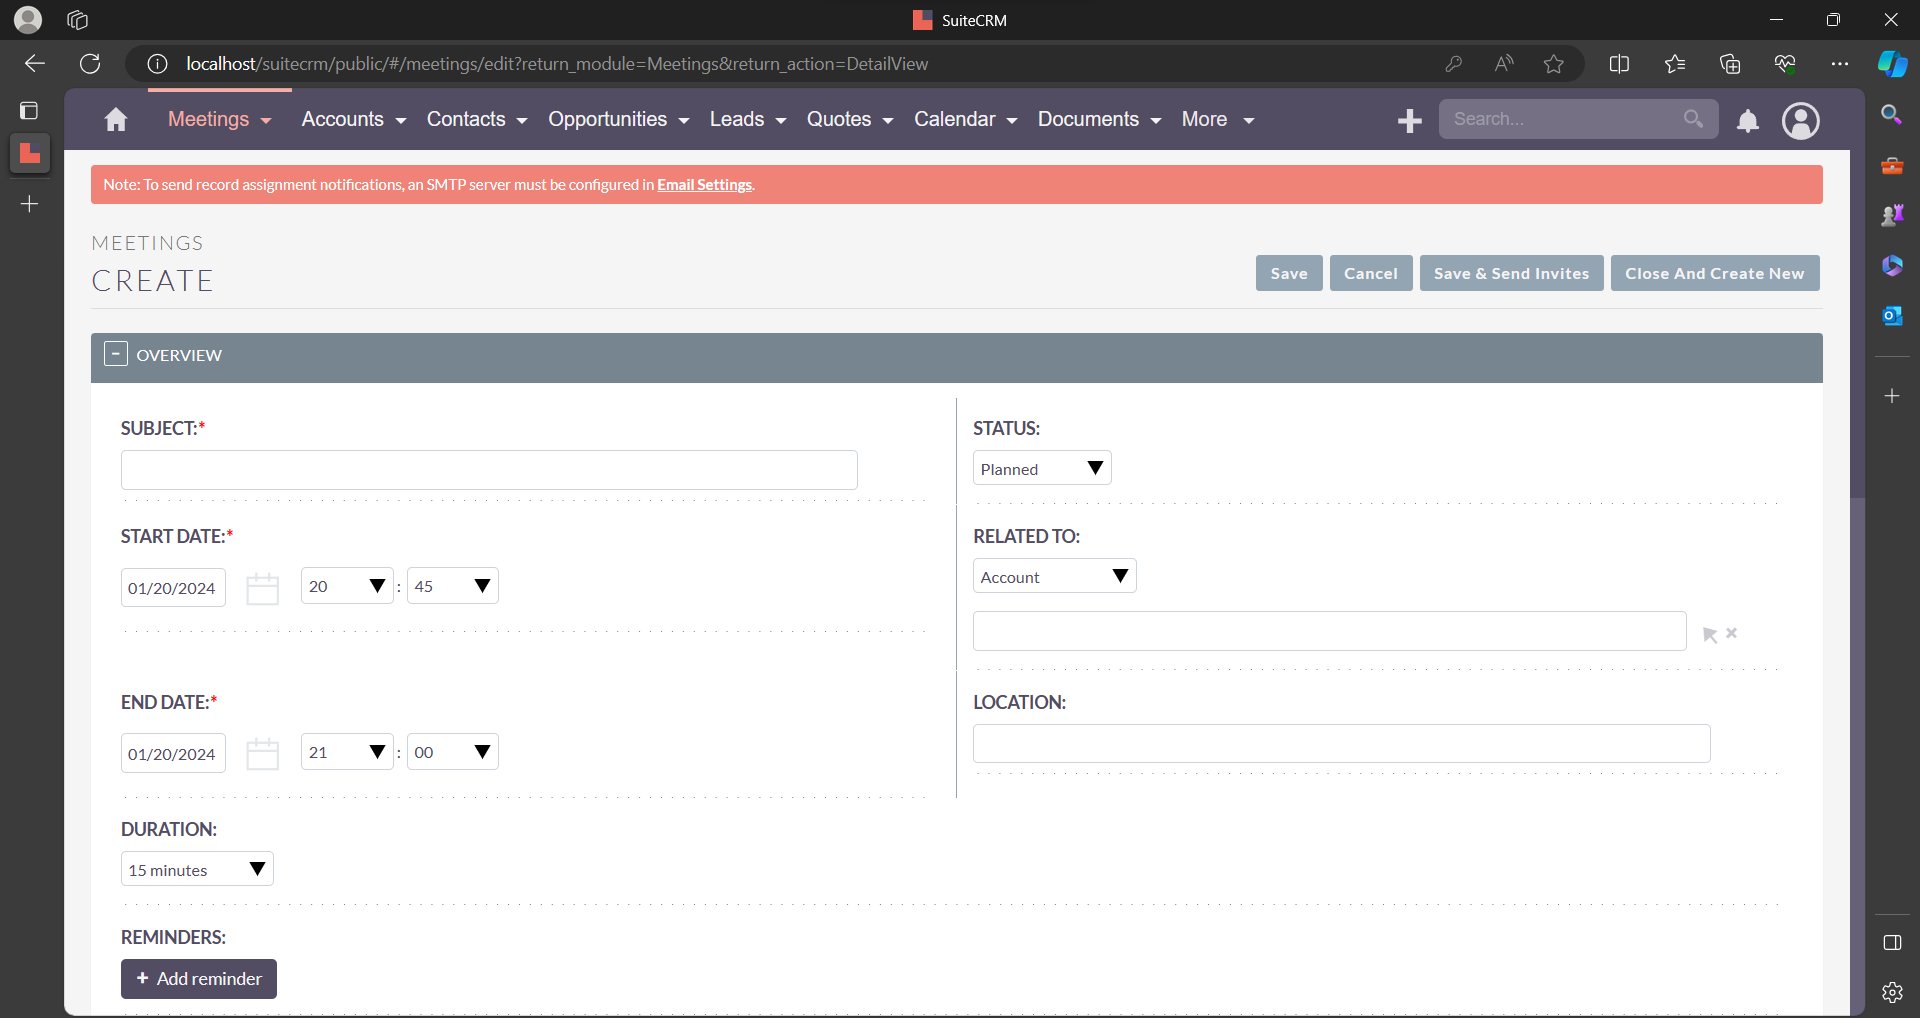 SuiteCRM
localhost/suitecrm/public/#/meetings/edit?return_module=Meetings&return_action=DetailView
Meetings Accounts Contacts Opportunities Leads Quotes Calendar Documents More Search...
Note: To send record assignment notifications, an SMTP server must be configured in Email Settings.
MEETINGS
CREATE
Save Cancel Save & Send Invites Close And Create New
- OVERVIEW
SUBJECT:* STATUS:
Planned
START DATE:* RELATED TO:
01/20/2024 20 : 45 Account
END DATE:* LOCATION:
01/20/2024 21 : 00
DURATION:
15 minutes
REMINDERS:
+ Add reminder